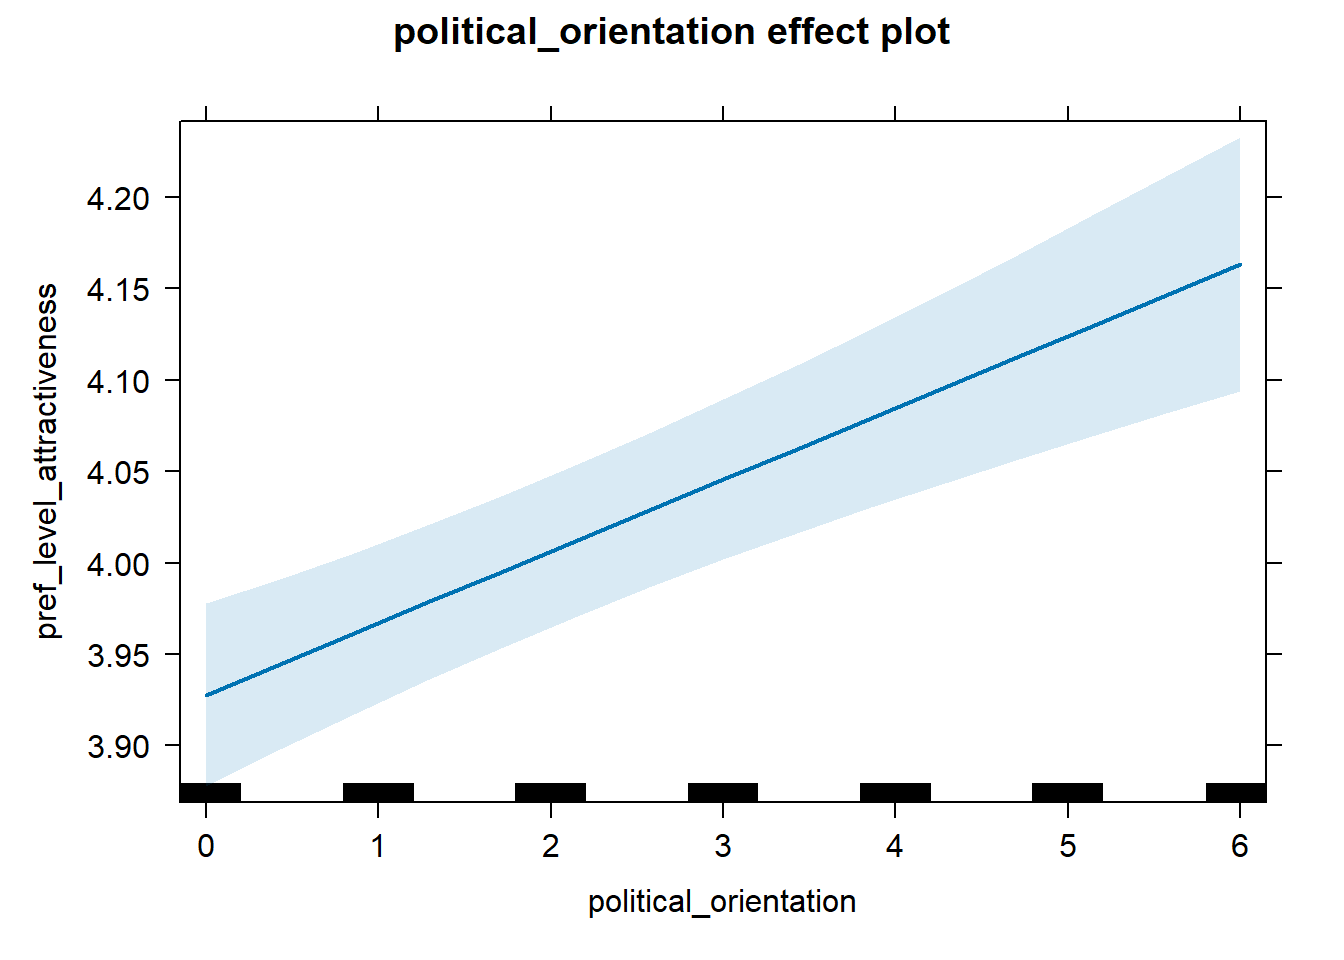 political_orientation effect plot
4.20
4.15
4.10
4.05
4.00
3.95
3.90
pref_level_attractiveness
0 1 2 3 4 5 6
political_orientation